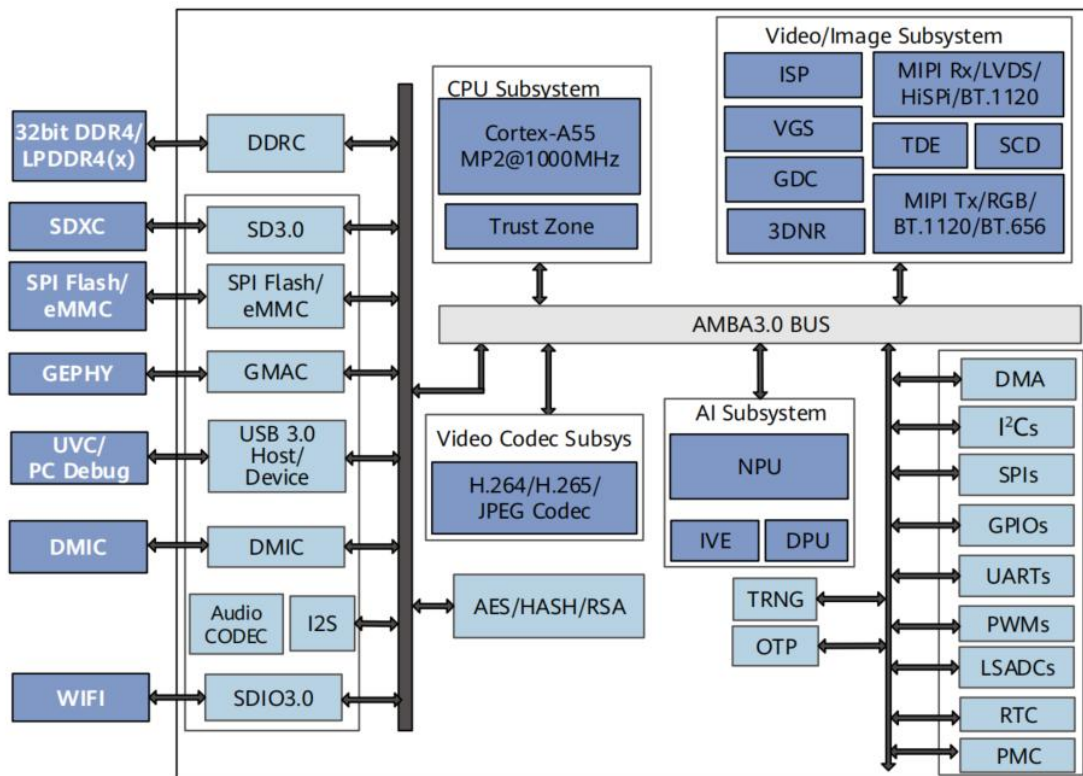 32bit DDR4/
LPDDR4(x)
SDXC
SPI Flash/
eMMC
GEPHY
UVC/
PC Debug
DMIC
WIFI
DDRC
SD3.0
SPI Flash/
eMMC
GMAC
USB 3.0
Host/
Device
DMIC
Audio
CODEC
I2S
SDIO3.0
CPU Subsystem
Cortex-A55
MP2@1000MHz
Trust Zone
Video/Image Subsystem
ISP
VGS
GDC
3DNR
MIPI Rx/LVDS/
HiSPi/BT.1120
TDE
SCD
MIPI Tx/RGB/
BT.1120/BT.656
AMBA3.0 BUS
Video Codec Subsys
H.264/H.265/
JPEG Codec
AI Subsystem
NPU
IVE
DPU
AES/HASH/RSA
TRNG
OTP
DMA
I²Cs
SPIs
GPIOs
UARTs
PWMs
LSADCs
RTC
PMC